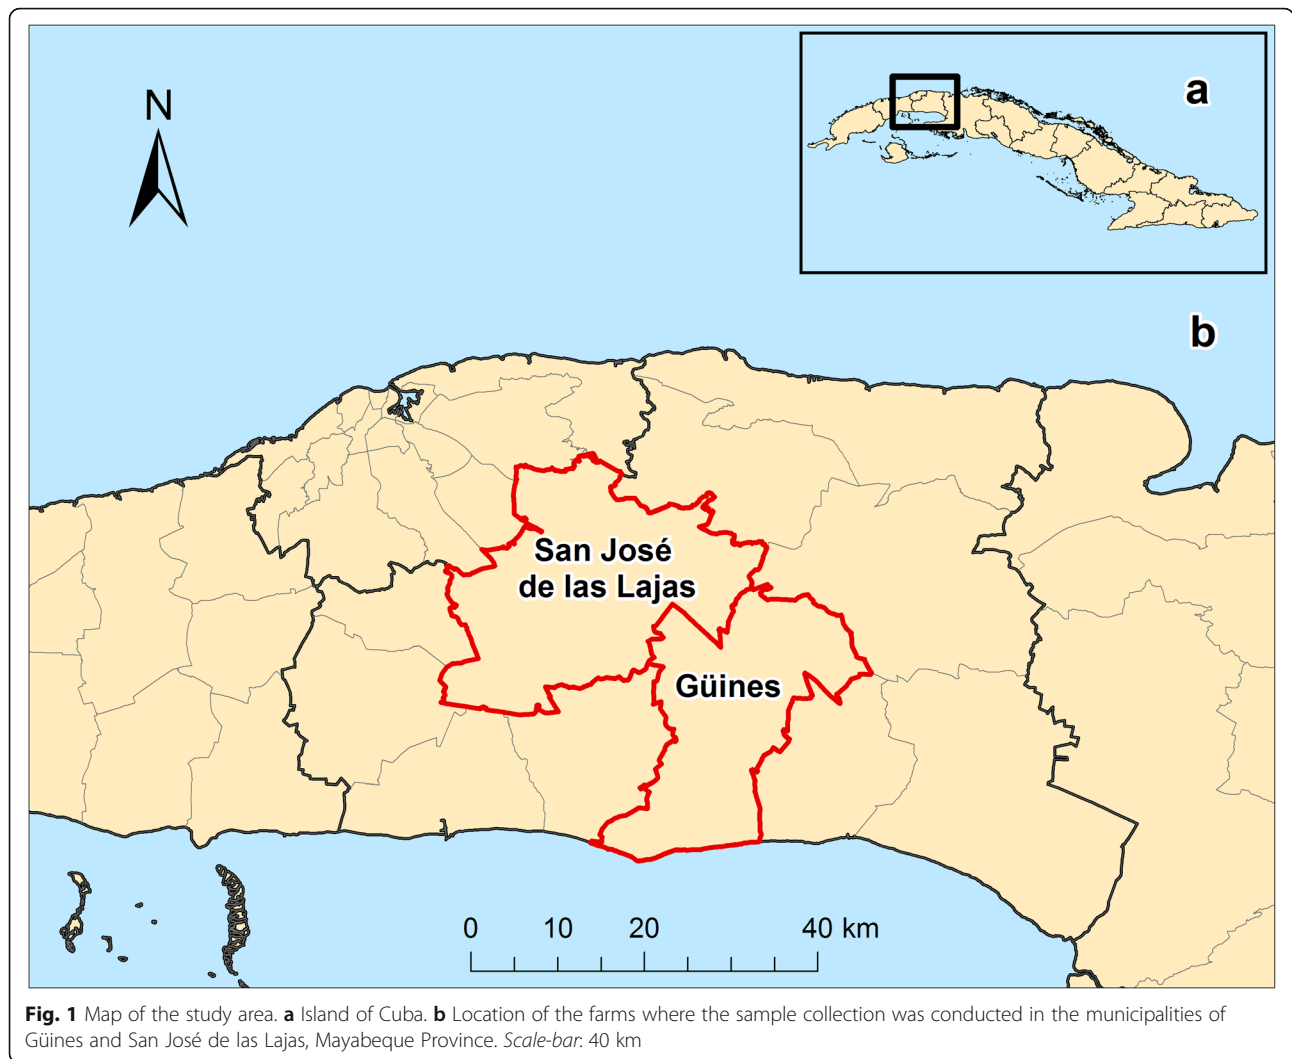 N
a
b
San José
de las Lajas
Güines
0 10 20 40 km
Fig. 1 Map of the study area. a Island of Cuba. b Location of the farms where the sample collection was conducted in the municipalities of
Güines and San José de las Lajas, Mayabeque Province. Scale-bar: 40 km